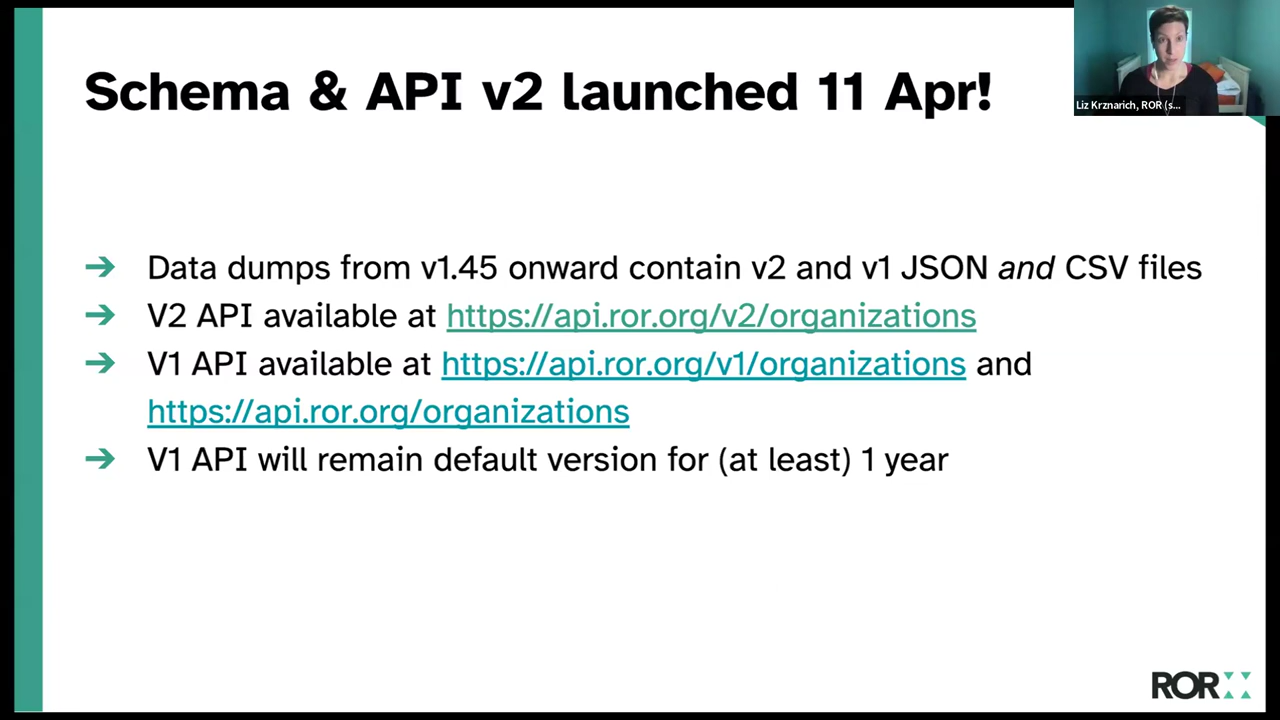 Schema & API v2 launched 11 Apr!
Liz Krznarich, ROR (s...
➔ Data dumps from v1.45 onward contain v2 and v1 JSON and CSV files
➔ V2 API available at https://api.ror.org/v2/organizations
➔ V1 API available at https://api.ror.org/v1/organizations and
https://api.ror.org/organizations
➔ V1 API will remain default version for (at least) 1 year
ROR